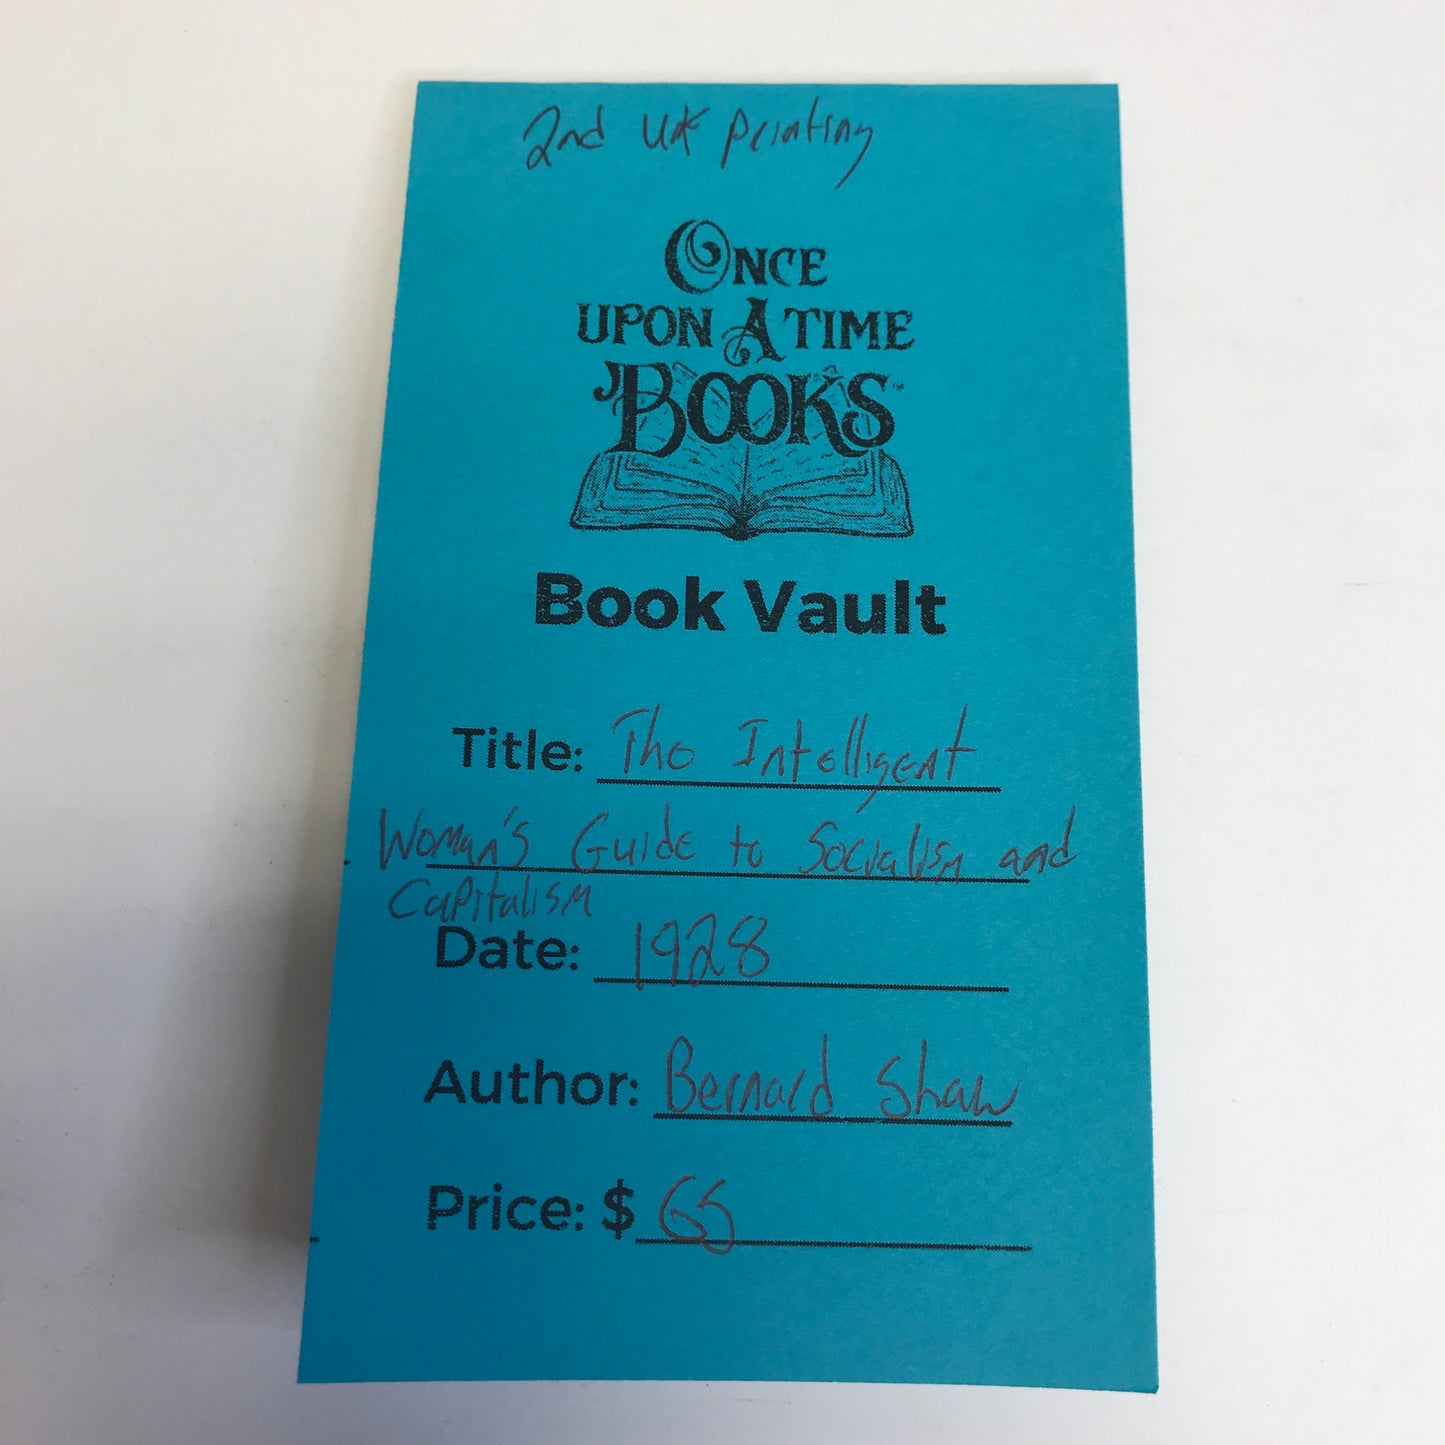 2nd UK Printing
ONCE
UPON A TIME
BOOKS™
Book Vault
Title: The Intelligent
Woman's Guide to Socialism and
Capitalism
Date: 1928
Author: Bernard Shaw
Price: $ 65